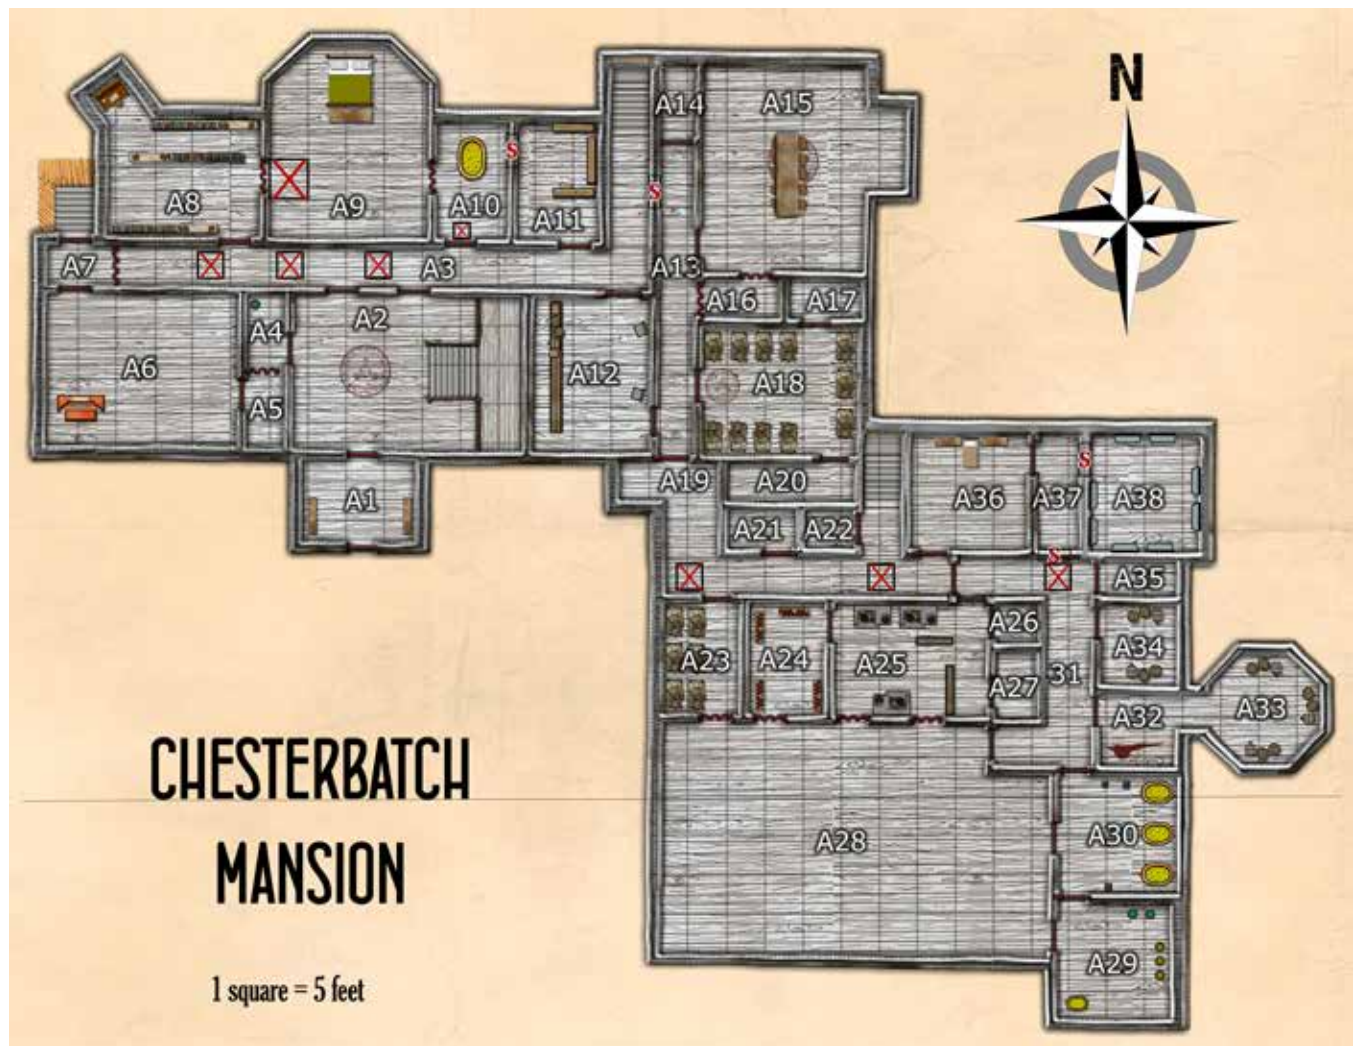 N
A14
A15
S
A8
A9
A10
A11
S
A7
A3
A13
A16
A17
A2
A4
A6
A12
A18
A5
A19
A20
A1
A21
A22
A36
A37
S
A38
S
A35
A26
A23
A24
A25
A34
A27
31
A32
A33
CHESTERBATCH
MANSION
A28
A30
A29
1 square = 5 feet